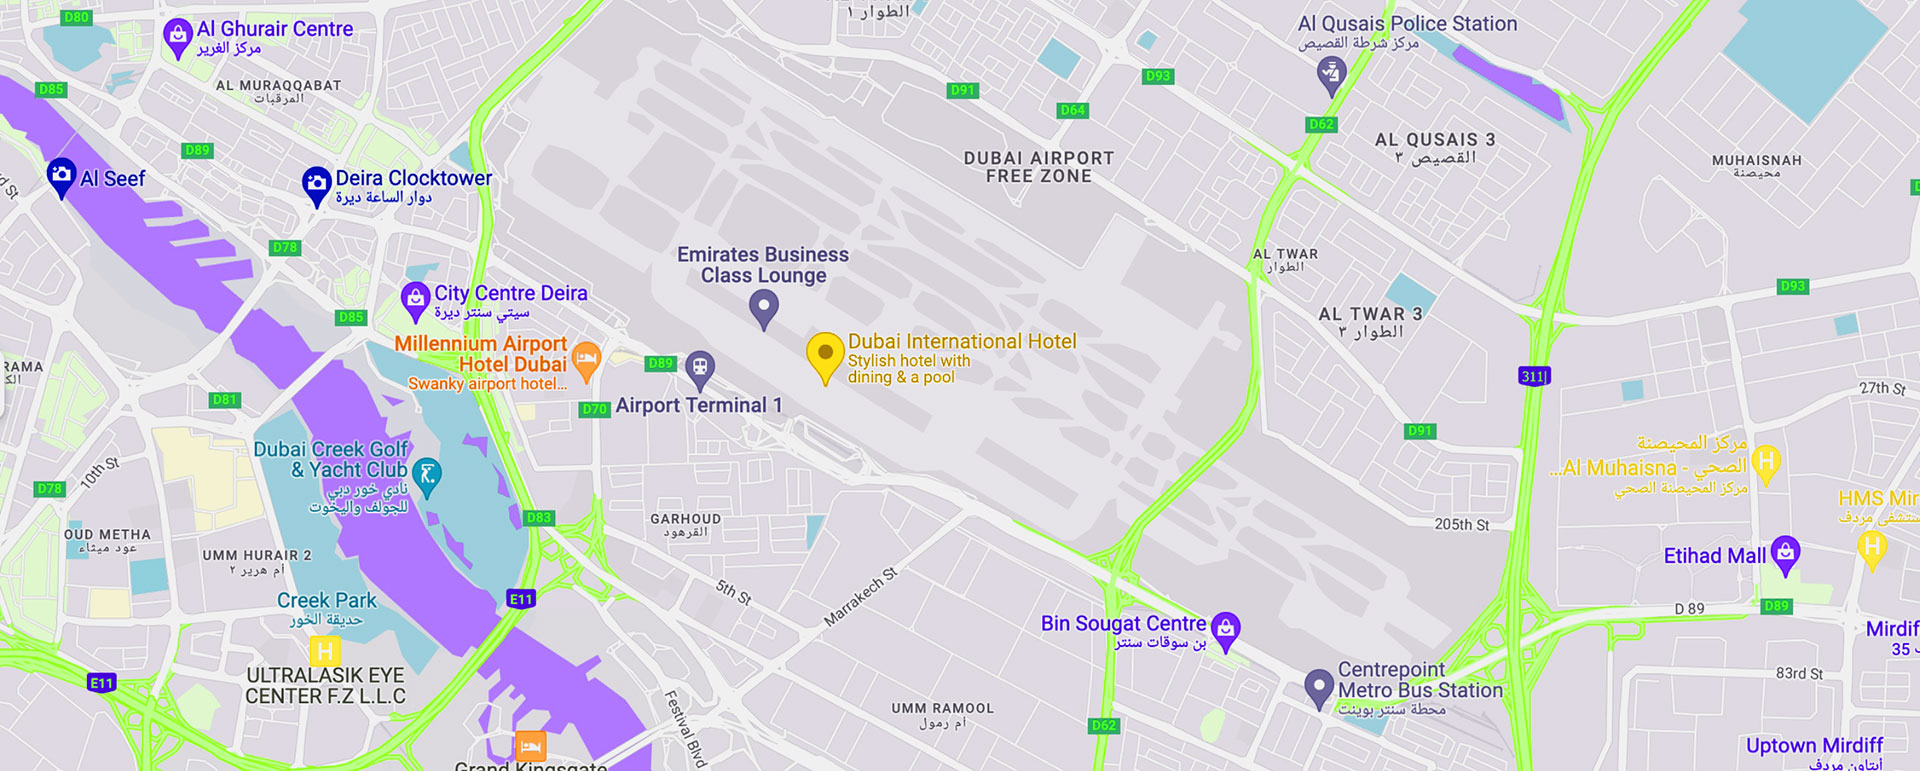 D80
Al Ghurair Centre
مركز الغرير
الطوار ١
Al Qusais Police Station
مركز شرطة القصيص
D85
AL MURAQQABAT
المرقبات
D91
D93
D64
D62
D89
DUBAI AIRPORT
FREE ZONE
AL QUSAIS 3
القصيص ٣
MUHAISNAH
محيصنة
Al Seef
Deira Clocktower
دوار الساعة ديرة
D78
Emirates Business
Class Lounge
AL TWAR
الطوار
D93
City Centre Deira
سيتي سنتر ديرة
D85
AL TWAR 3
الطوار ٣
Millennium Airport
Hotel Dubai
Swanky airport hotel...
D89
Dubai International Hotel
Stylish hotel with
dining & a pool
311
RAMA
27th St
D81
D70
Airport Terminal 1
D91
Dubai Creek Golf
& Yacht Club
نادي خور دبي
للجولف واليخوت
10th St
D78
مركز المحيصنة
الصحي - Al Muhaisna...
مركز المحيصنة الصحي
HMS Mir
مستشفى مردف
D83
GARHOUD
القرهود
205th St
OUD METHA
عود ميثاء
UMM HURAIR 2
أم هرير ٢
Etihad Mall
5th St
Marrakech St
E11
Creek Park
حديقة الخور
D 89
D89
Bin Sougat Centre
بن سوقات سنتر
Mirdif
35
ULTRALASIK EYE
CENTER F.Z L.L.C
E11
Centrepoint
Metro Bus Station
محطة سنتر بوينت
83rd St
Festival Blvd
UMM RAMOOL
أم رمول
D62
Uptown Mirdiff
أبتاون مردف
Grand Kingsgate